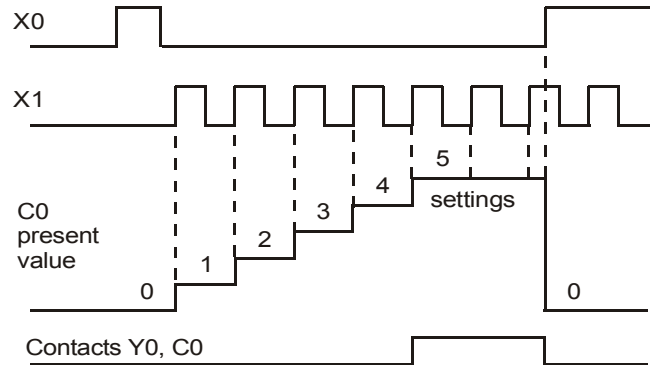 X0
X1
5
4
settings
3
C0
present
value
2
1
0
0
Contacts Y0, C0